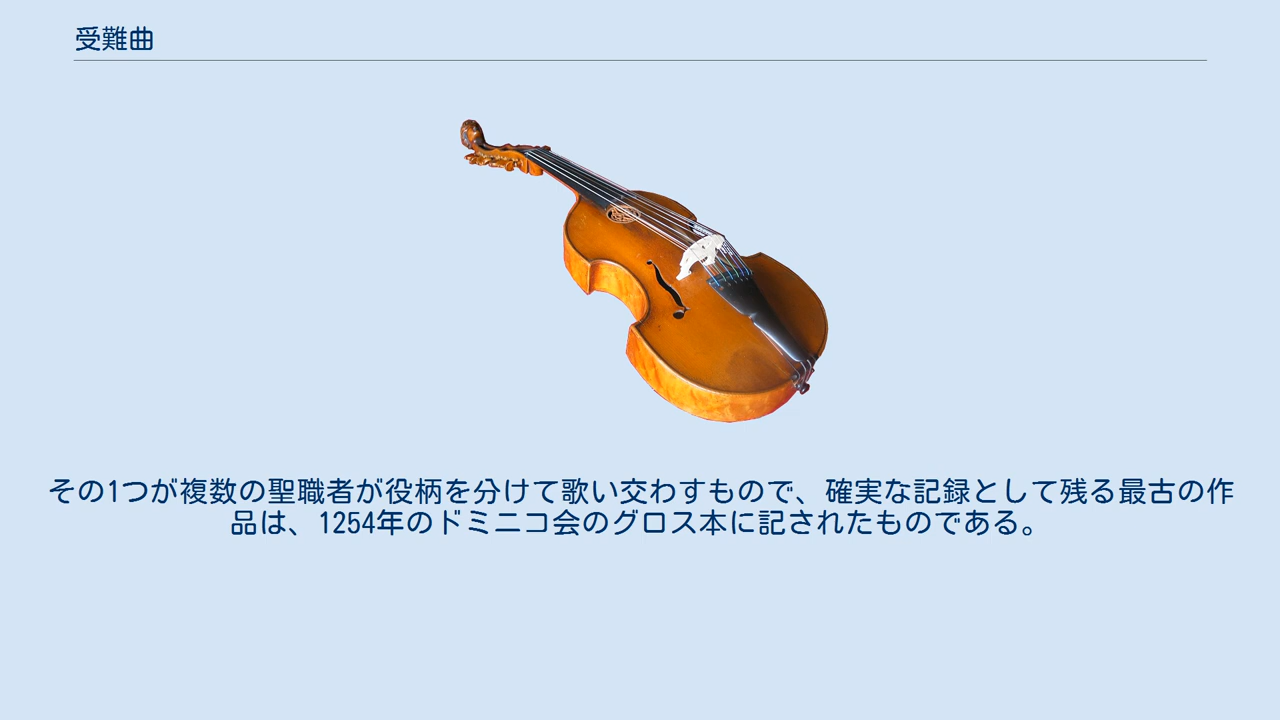 受難曲
その1つが複数の聖職者が役柄を分けて歌い交わすもので、確実な記録として残る最古の作
品は、1254年のドミニコ会のグロス本に記されたものである。